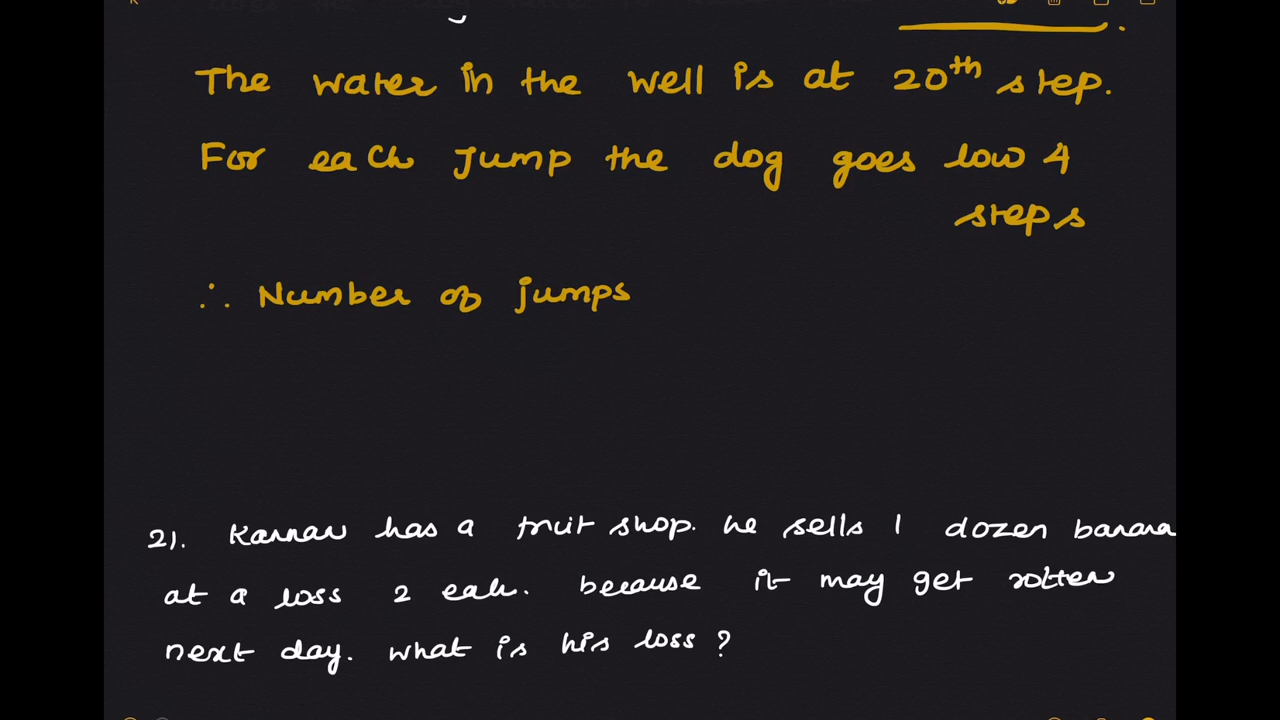 The water in the well is at 20th step.
For each Jump the dog goes low 4
steps
∴ Number of jumps
21. Kannan has a fruit shop. he sells 1 dozen banana
at a loss 2 each. because it may get rotten
next day. what is his loss?